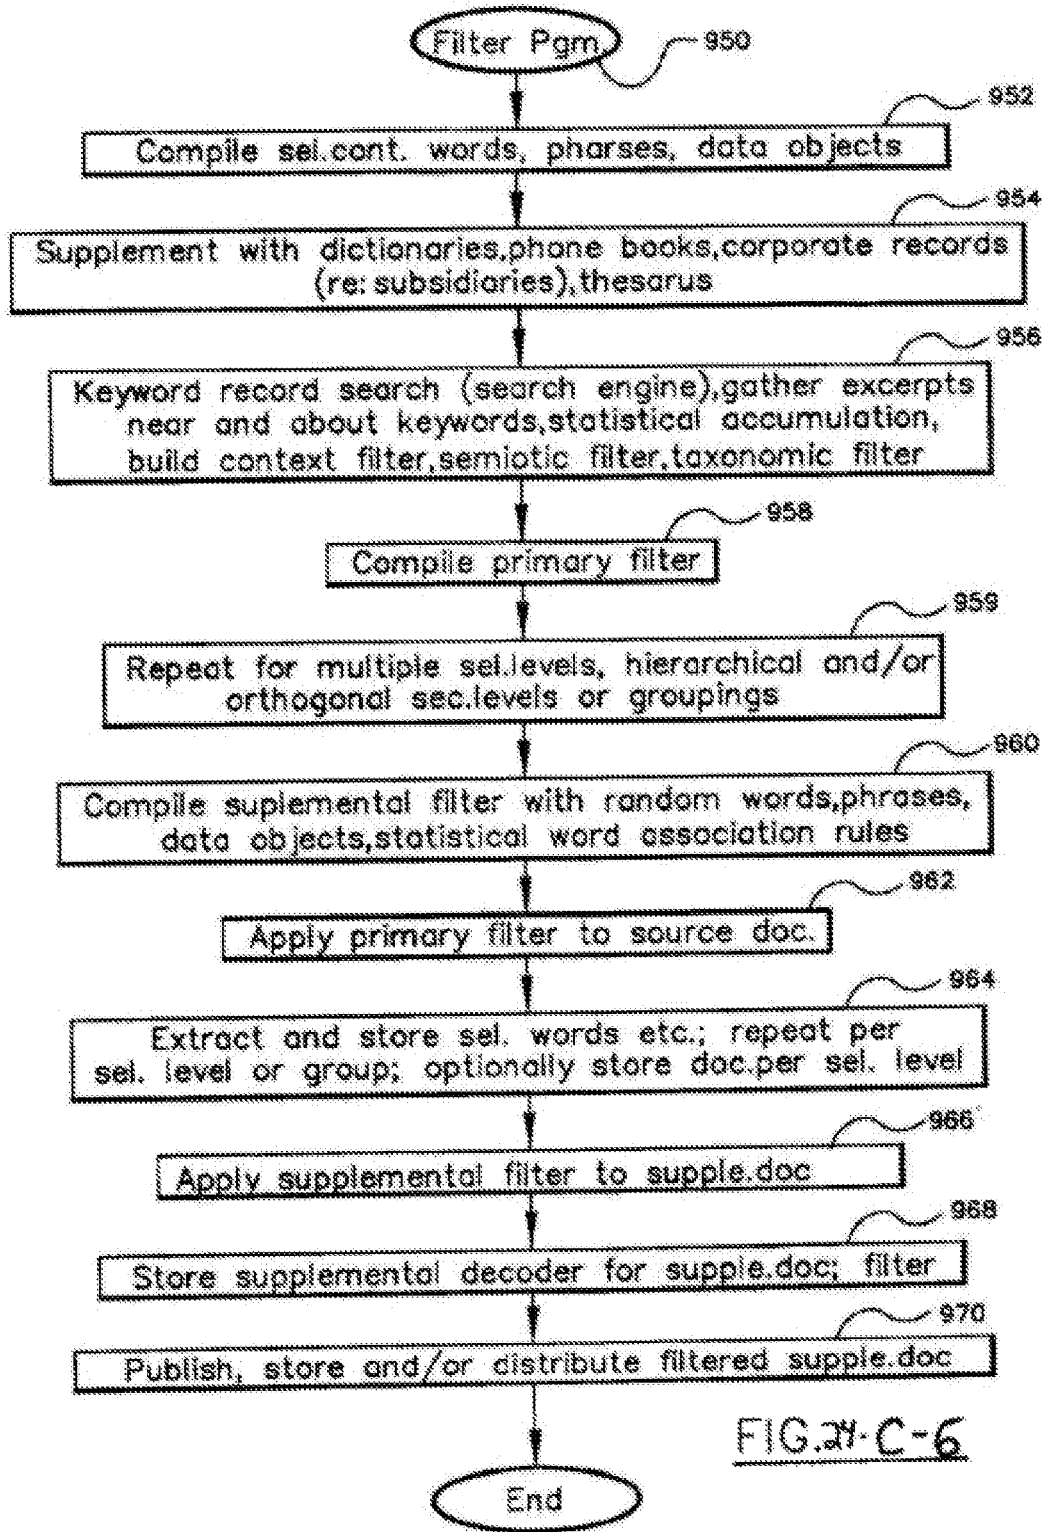 Filter Pgm
950
952
Compile sel.cont. words, pharses, data objects
954
Supplement with dictionaries,phone books,corporate records
(re: subsidiaries),thesarus
956
Keyword record search (search engine),gather excerpts
near and about keywords,statistical accumulation,
build context filter,semiotic filter,taxonomic filter
958
Compile primary filter
959
Repeat for multiple sel.levels, hierarchical and/or
orthogonal sec.levels or groupings
960
Compile suplemental filter with random words,phrases,
data objects,statistical word association rules
962
Apply primary filter to source doc.
964
Extract and store sel. words etc.; repeat per
sel. level or group; optionally store doc.per sel. level
966
Apply supplemental filter to supple.doc
968
Store supplemental decoder for supple.doc; filter
970
Publish, store and/or distribute filtered supple.doc
FIG.24-C-6
End